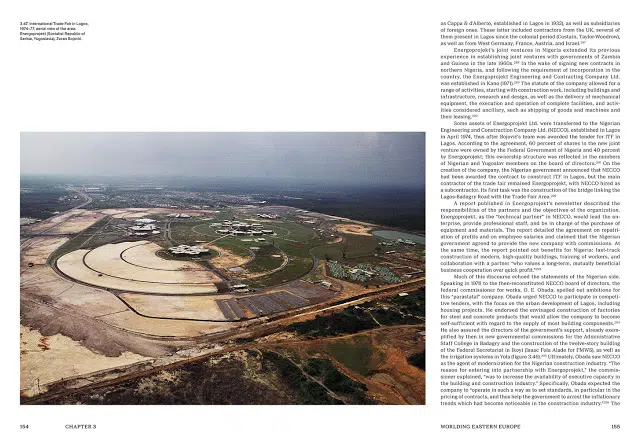 3.47. International Trade Fair in Lagos,
1974–77, aerial view of the area.
Energoprojekt (Socialist Republic of
Serbia, Yugoslavia), Zoran Bojović.
as Cappa & d'Alberto, established in Lagos in 1932), as well as subsidiaries
of foreign ones. These latter included contractors from the UK, several of
them present in Lagos since the colonial period (Costain, Taylor-Woodrow),
as well as from West Germany, France, Austria, and Israel.
Energoprojekt's joint ventures in Nigeria extended its previous
experience in establishing joint ventures with governments of Zambia
and Guinea in the late 1960s. In the wake of signing new contracts in
northern Nigeria, and following the requirement of incorporation in the
country, the Energoprojekt Engineering and Contracting Company Ltd.
was established in Kano (1971). The statute of the company allowed for a
range of activities, starting with construction work, including buildings and
infrastructure, research and design, as well as the delivery of mechanical
equipment, the execution and operation of complete facilities, and activ-
ities considered ancillary, such as shipping of goods and machines and
their leasing.
Some assets of Energoprojekt Ltd. were transferred to the Nigerian
Engineering and Construction Company Ltd. (NECCO), established in Lagos
in April 1974, thus after Bojović's team was awarded the tender for ITF in
Lagos. According to the agreement, 60 percent of shares in the new joint
venture were owned by the Federal Government of Nigeria and 40 percent
by Energoprojekt; this ownership structure was reflected in the members
of Nigerian and Yugoslav members on the board of directors. On the
creation of the company, the Nigerian government announced that NECCO
had been awarded the contract to construct ITF in Lagos, but the main
contractor of the trade fair remained Energoprojekt, with NECCO hired as
a subcontractor. Its first task was the construction of the bridge linking the
Lagos-Badagry Road with the Trade Fair Area.
A report published in Energoprojekt's newsletter described the
responsibilities of the partners and the objectives of the organization.
Energoprojekt, as the "technical partner" in NECCO, would lead the en-
terprise, provide professional staff, and be in charge of the purchase of
equipment and materials. The report detailed the agreement on repatri-
ation of profits and on employee salaries and claimed that the Nigerian
government agreed to provide the new company with commissions. At
the same time, the report pointed out benefits for Nigeria: fast-track
construction of modern, high-quality buildings, training of workers, and
collaboration with a partner "who values a long-term, mutually beneficial
business cooperation over quick profit."
Much of this discourse echoed the statements of the Nigerian side.
Speaking in 1978 to the then-reconstituted NECCO board of directors, the
federal commissioner for works, O. E. Obada, spelled out ambitions for
this "parastatal" company. Obada urged NECCO to participate in competi-
tive tenders, with the focus on the urban development of Lagos, including
housing projects. He endorsed the envisaged construction of factories
for steel and concrete products that would allow the company to become
self-sufficient with regard to the supply of most building components.
He also assured the directors of the government's support, already exem-
plified by then in new governmental commissions for the Administrative
Staff College in Badagry and the construction of the twelve-story building
of the Federal Secretariat in Ikoyi (Isaac Fola Alade for FMWS), as well as
the irrigation systems in Yola (figure 3.46). Ultimately, Obada saw NECCO
as the agent of modernization for the Nigerian construction industry. "The
reason for entering into partnership with Energoprojekt," the commis-
sioner explained, "was to increase the availability of executive capacity in
the building and construction industry." Specifically, Obada expected the
company to "operate in such a way as to set standards, in particular in the
pricing of contracts, and thus help the government to arrest the inflationary
trends which had become noticeable in the construction industry." The
154 CHAPTER 3
WORLDING EASTERN EUROPE 155